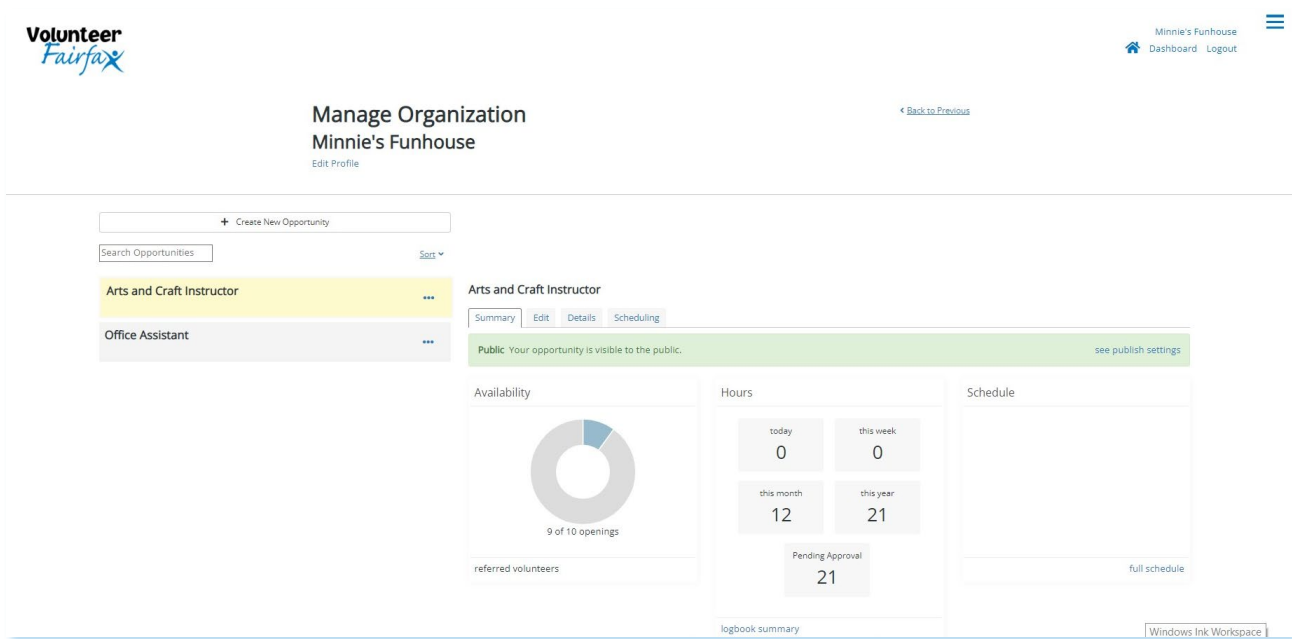 Volunteer
Fairfax
Minnie's Funhouse
Dashboard Logout
Manage Organization
Minnie's Funhouse
Edit Profile
Back to Previous
+ Create New Opportunity
Search Opportunities
Sort
Arts and Craft Instructor
Office Assistant
Arts and Craft Instructor
Summary Edit Details Scheduling
Public Your opportunity is visible to the public. see publish settings
Availability
9 of 10 openings
referred volunteers
Hours
today
0
this week
0
this month
12
this year
21
Pending Approval
21
logbook summary
Schedule
full schedule
Windows Ink Workspace